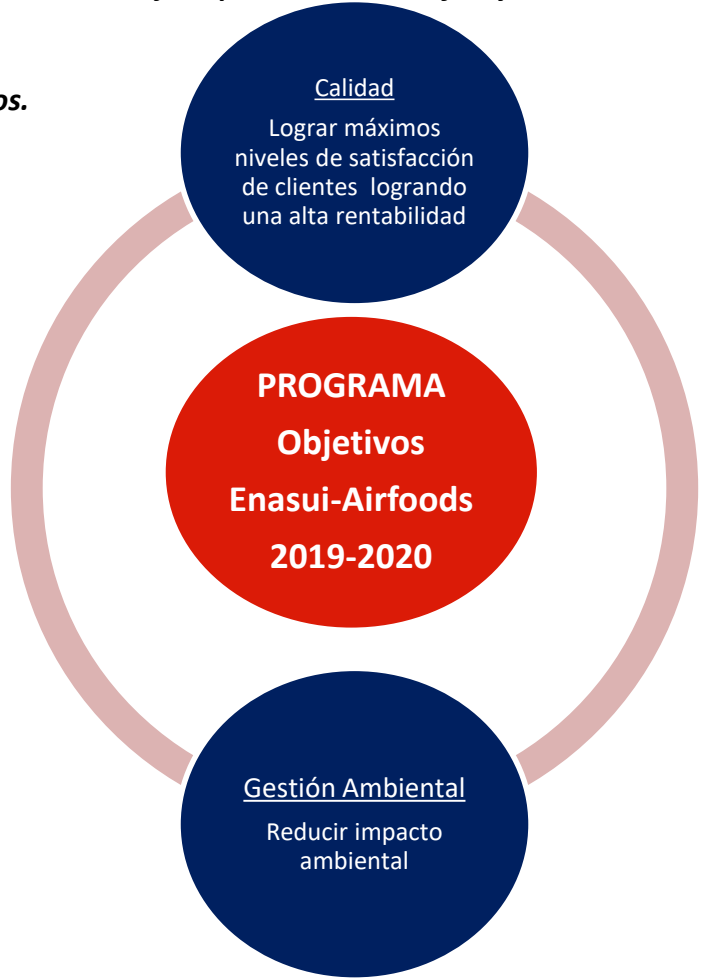 os.
Calidad
Lograr máximos
niveles de satisfacción
de clientes logrando
una alta rentabilidad
PROGRAMA
Objetivos
Enasui-Airfoods
2019-2020
Gestión Ambiental
Reducir impacto
ambiental